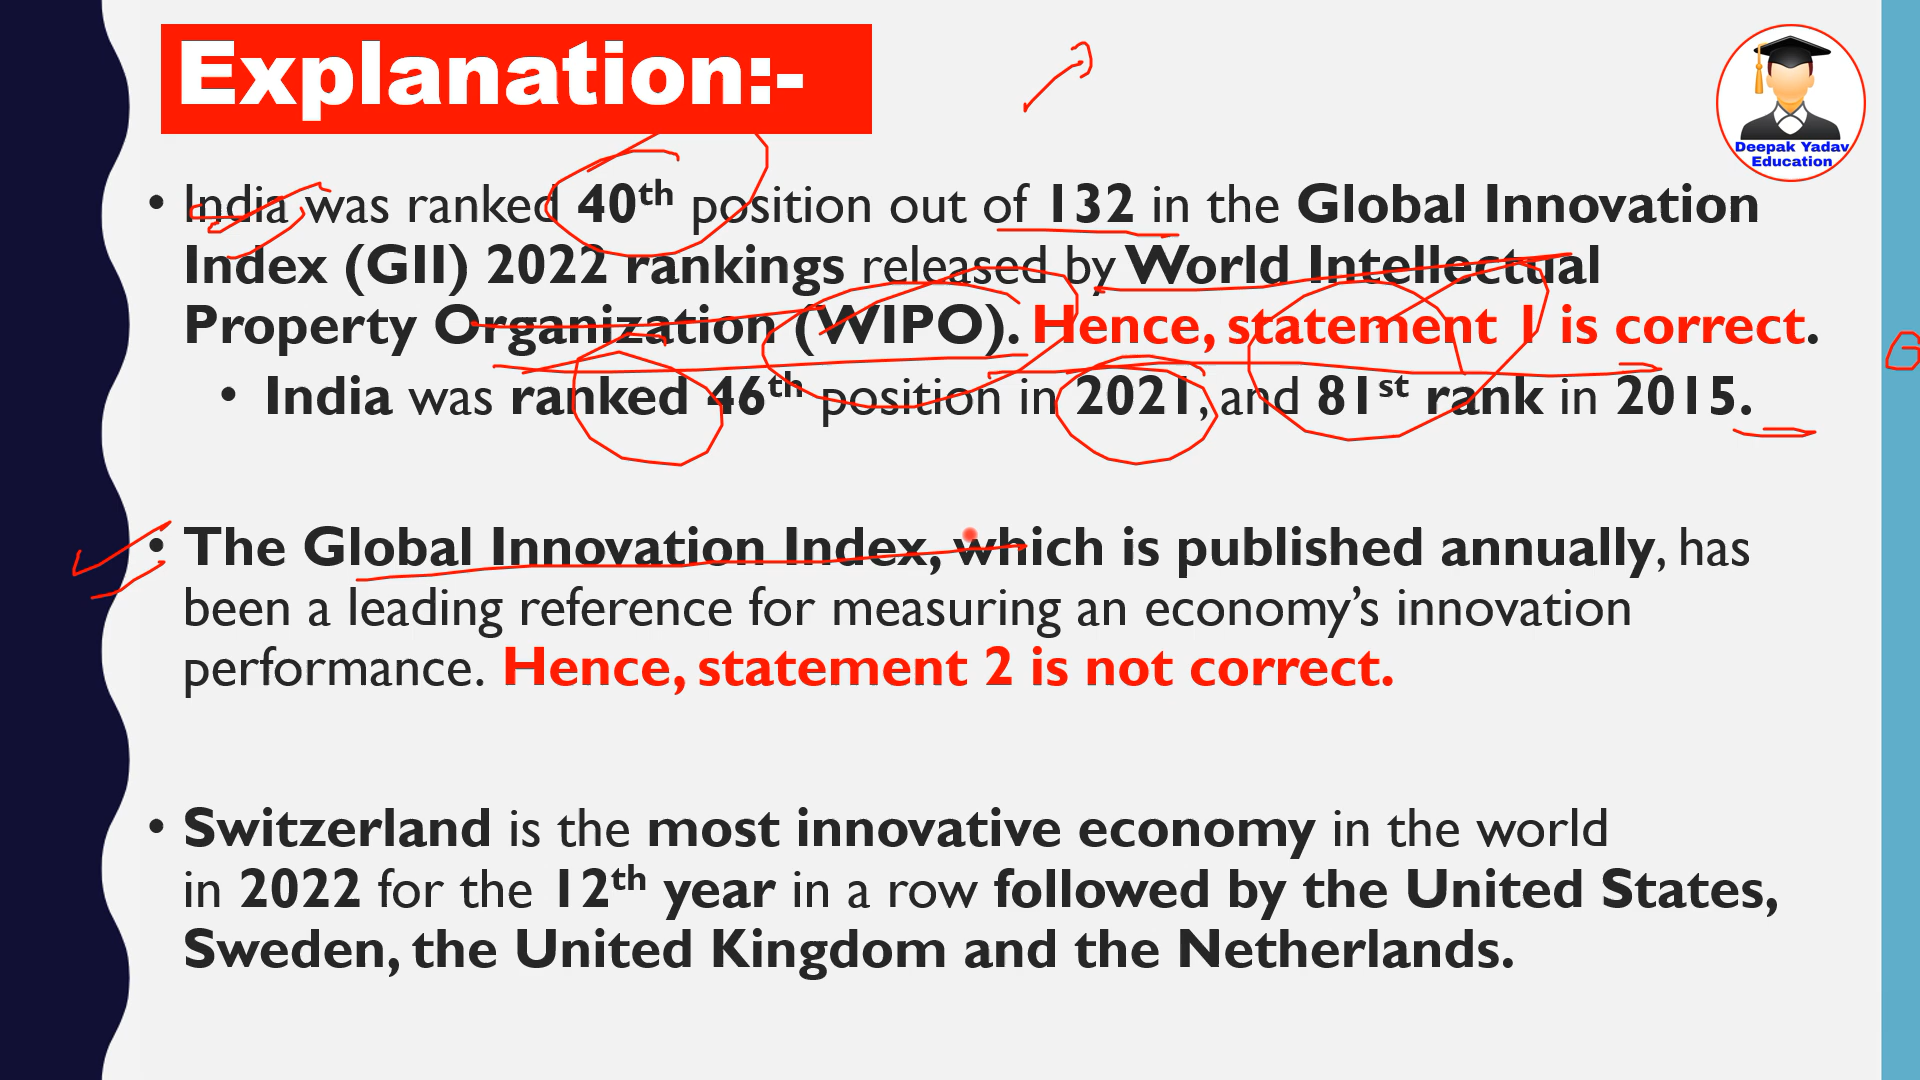 Explanation:-
Deepak Yadav
Education
• India was ranked 40th position out of 132 in the Global Innovation
Index (GII) 2022 rankings released by World Intellectual
Property Organization (WIPO). Hence, statement 1 is correct.
• India was ranked 46th position in 2021, and 81st rank in 2015.
• The Global Innovation Index, which is published annually, has
been a leading reference for measuring an economy’s innovation
performance. Hence, statement 2 is not correct.
• Switzerland is the most innovative economy in the world
in 2022 for the 12th year in a row followed by the United States,
Sweden, the United Kingdom and the Netherlands.